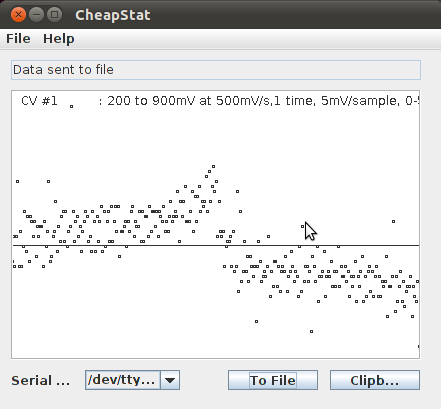 CheapStat
File Help
Data sent to file
CV #1 : 200 to 900mV at 500mV/s,1 time, 5mV/sample, 0-
Serial ... /dev/tty... To File Clipb...